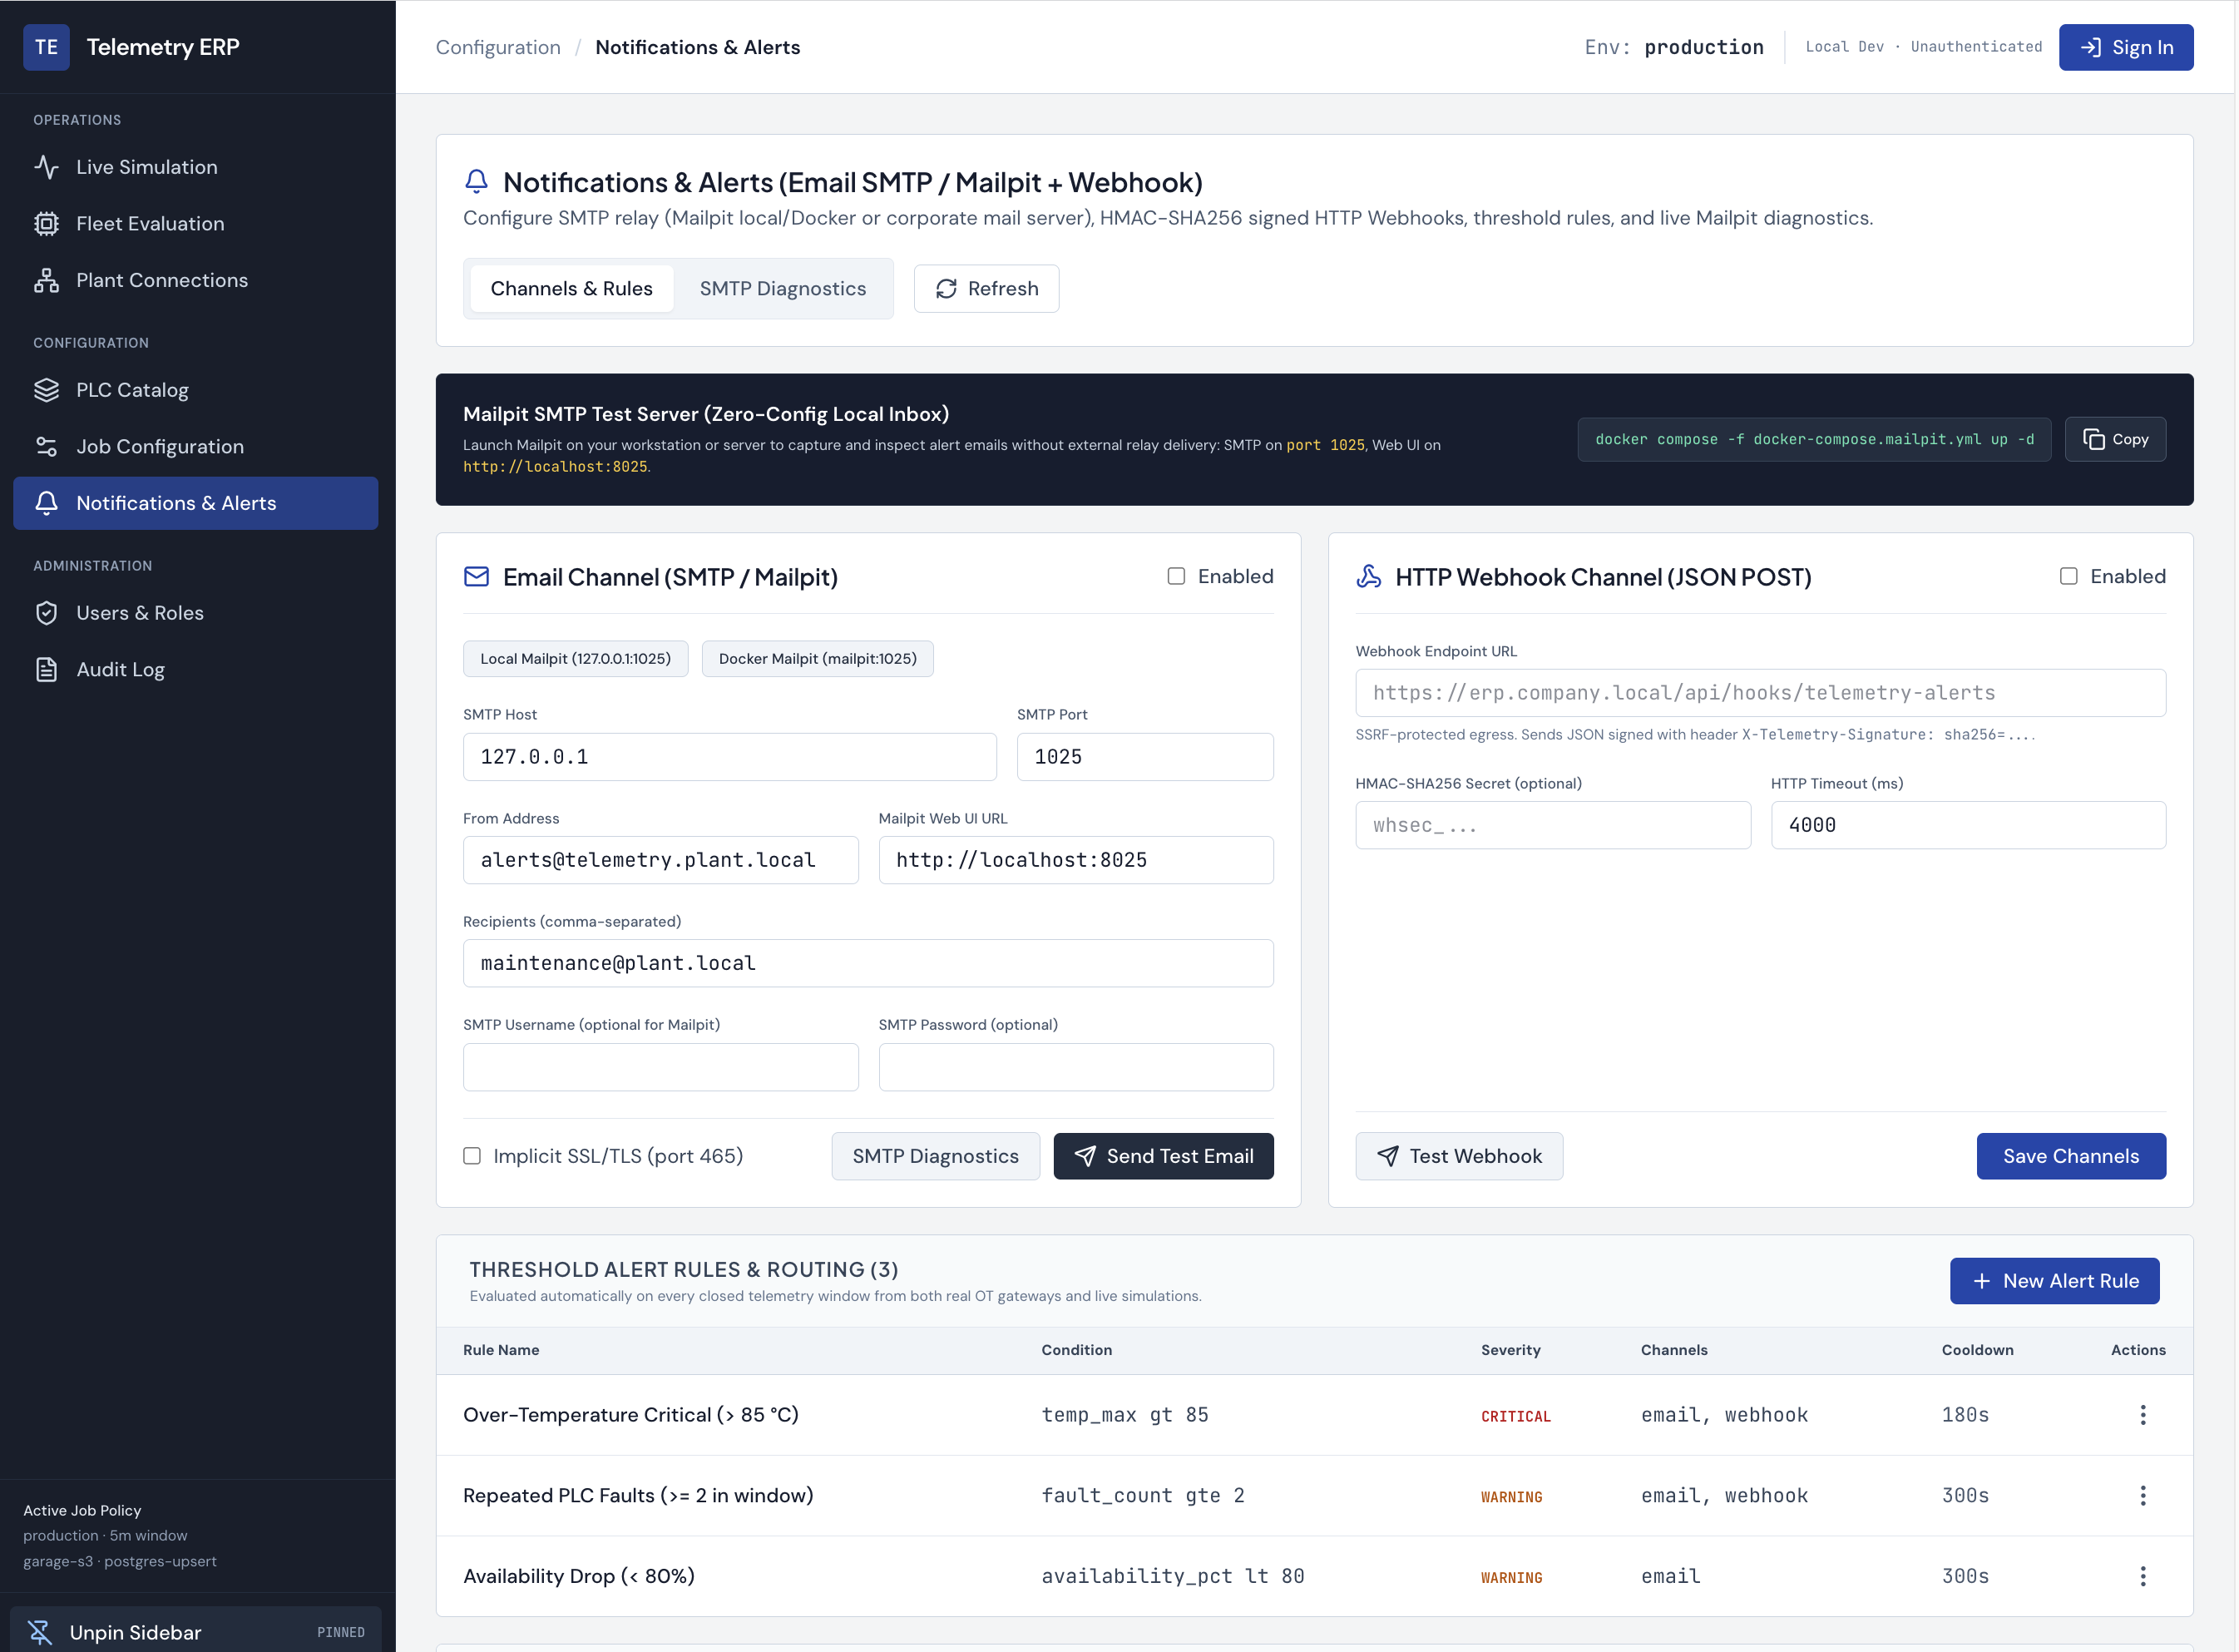 TE Telemetry ERP
OPERATIONS
Live Simulation
Fleet Evaluation
Plant Connections
CONFIGURATION
PLC Catalog
Job Configuration
Notifications & Alerts
ADMINISTRATION
Users & Roles
Audit Log
Active Job Policy
production · 5m window
garage-s3 · postgres-upsert
Unpin Sidebar PINNED
Configuration / Notifications & Alerts
Env: production Local Dev · Unauthenticated Sign In
Notifications & Alerts (Email SMTP / Mailpit + Webhook)
Configure SMTP relay (Mailpit local/Docker or corporate mail server), HMAC-SHA256 signed HTTP Webhooks, threshold rules, and live Mailpit diagnostics.
Channels & Rules SMTP Diagnostics Refresh
Mailpit SMTP Test Server (Zero-Config Local Inbox)
Launch Mailpit on your workstation or server to capture and inspect alert emails without external relay delivery: SMTP on port 1025, Web UI on
http://localhost:8025.
docker compose -f docker-compose.mailpit.yml up -d Copy
Email Channel (SMTP / Mailpit) Enabled
Local Mailpit (127.0.0.1:1025) Docker Mailpit (mailpit:1025)
SMTP Host SMTP Port
127.0.0.1 1025
From Address Mailpit Web UI URL
alerts@telemetry.plant.local http://localhost:8025
Recipients (comma-separated)
maintenance@plant.local
SMTP Username (optional for Mailpit) SMTP Password (optional)
Implicit SSL/TLS (port 465) SMTP Diagnostics Send Test Email
HTTP Webhook Channel (JSON POST) Enabled
Webhook Endpoint URL
https://erp.company.local/api/hooks/telemetry-alerts
SSRF-protected egress. Sends JSON signed with header X-Telemetry-Signature: sha256=....
HMAC-SHA256 Secret (optional) HTTP Timeout (ms)
whsec_... 4000
Test Webhook Save Channels
THRESHOLD ALERT RULES & ROUTING (3)
Evaluated automatically on every closed telemetry window from both real OT gateways and live simulations.
New Alert Rule
Rule Name Condition Severity Channels Cooldown Actions
Over-Temperature Critical (> 85 °C) temp_max gt 85 CRITICAL email, webhook 180s
Repeated PLC Faults (>= 2 in window) fault_count gte 2 WARNING email, webhook 300s
Availability Drop (< 80%) availability_pct lt 80 WARNING email 300s